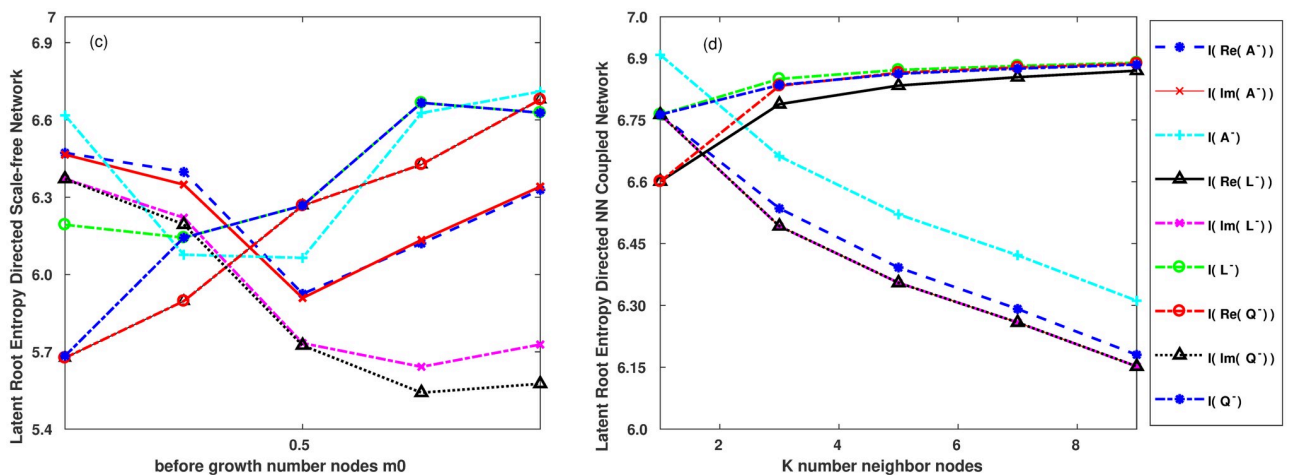 (c)
Latent Root Entropy Directed Scale-free Network
7
6.9
6.6
6.3
6.0
5.7
5.4
0.5
before growth number nodes m0
(d)
Latent Root Entropy Directed NN Coupled Network
7.0
6.9
6.75
6.6
6.45
6.30
6.15
6.0
2 4 6 8
K number neighbor nodes
I( Re( A⁻))
I( Im( A⁻))
I( A⁻)
I( Re( L⁻))
I( Im( L⁻))
I( L⁻)
I( Re( Q⁻))
I( Im( Q⁻))
I( Q⁻)